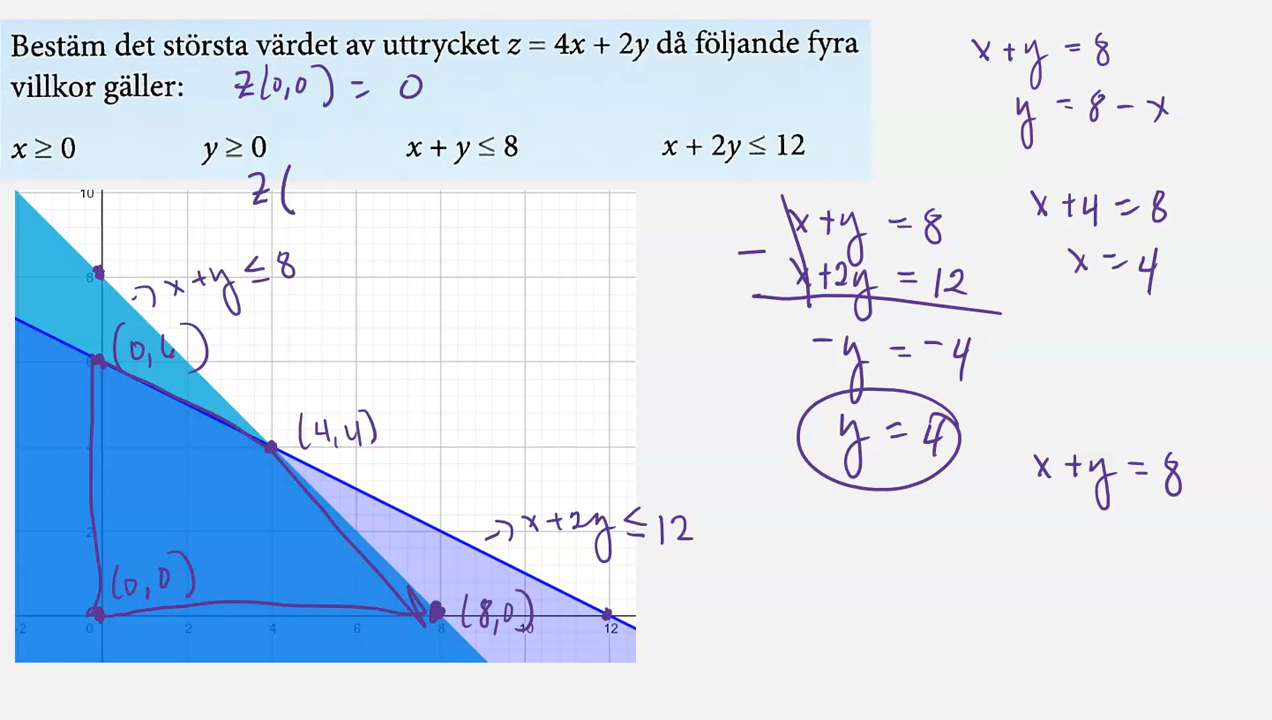 Bestäm det största värdet av uttrycket z = 4x + 2y då följande fyra
villkor gäller: z(0,0) = 0
x ≥ 0 y ≥ 0 x + y ≤ 8 x + 2y ≤ 12
z(
x+y = 8
y = 8 - x
x+4 = 8
x = 4
- x+y = 8
x+2y = 12
-y = -4
y = 4
x+y = 8
10
→ x+y ≤ 8
8
(0,6)
(4,4)
→ x+2y ≤ 12
2
(0,0)
(8,0)
-2 0 2 4 6 8 10 12